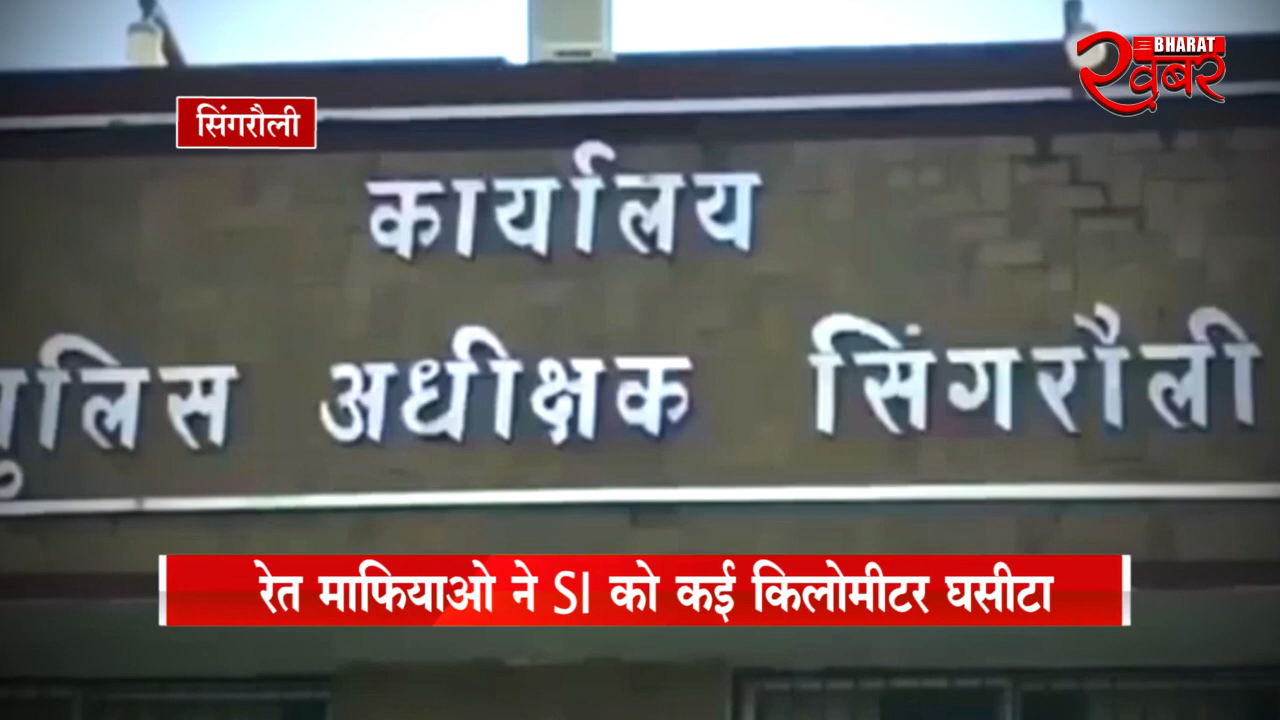 BHARAT
खबर
सिंगरौली
कार्यालय
पुलिस अधीक्षक सिंगरौली
रेत माफियाओ ने SI को कई किलोमीटर घसीटा